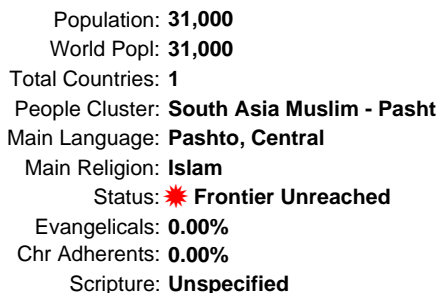 Population: 31,000
World Popl: 31,000
Total Countries: 1
People Cluster: South Asia Muslim - Pasht
Main Language: Pashto, Central
Main Religion: Islam
Status: Frontier Unreached
Evangelicals: 0.00%
Chr Adherents: 0.00%
Scripture: Unspecified